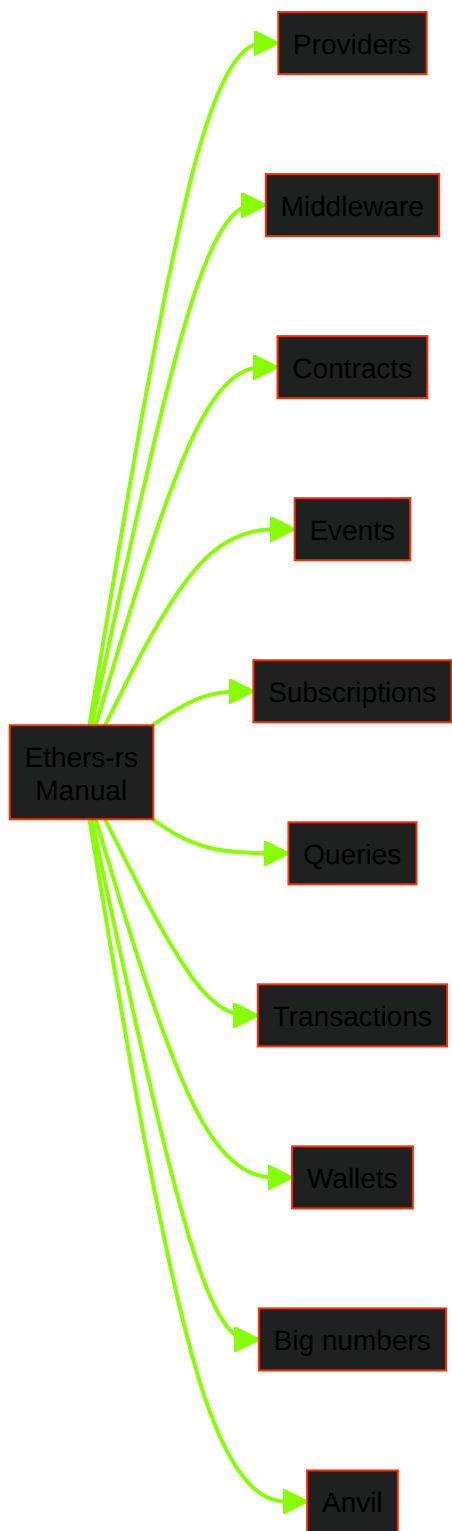 Providers
Middleware
Contracts
Events
Subscriptions
Ethers-rs
Manual
Queries
Transactions
Wallets
Big numbers
Anvil